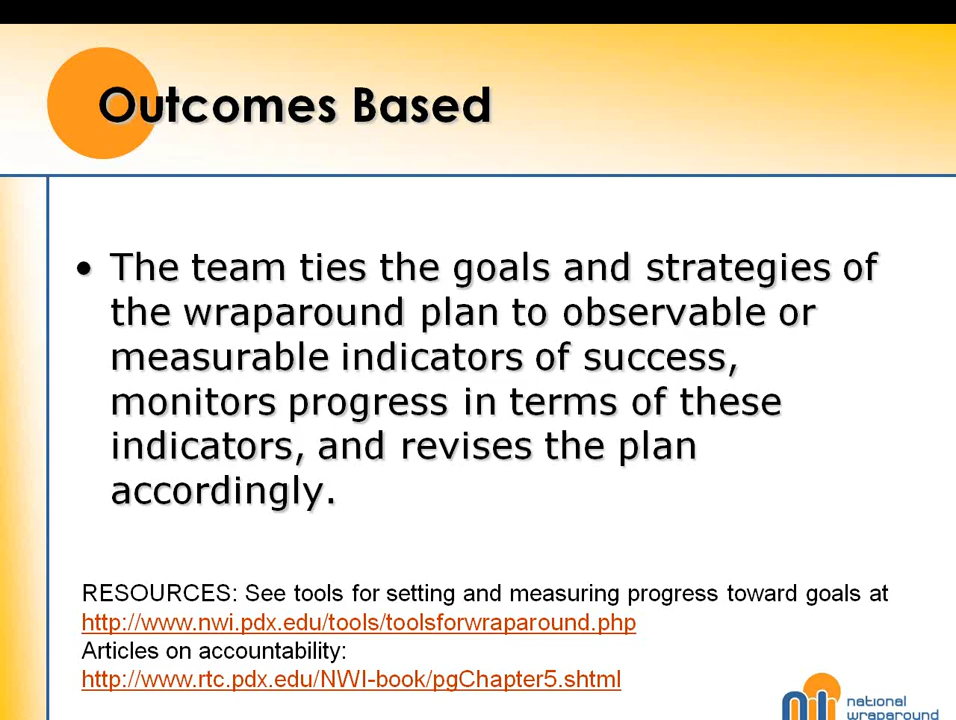 Outcomes Based
• The team ties the goals and strategies of
the wraparound plan to observable or
measurable indicators of success,
monitors progress in terms of these
indicators, and revises the plan
accordingly.
RESOURCES: See tools for setting and measuring progress toward goals at
http://www.nwi.pdx.edu/tools/toolsforwraparound.php
Articles on accountability:
http://www.rtc.pdx.edu/NWI-book/pgChapter5.shtml
national
wraparound